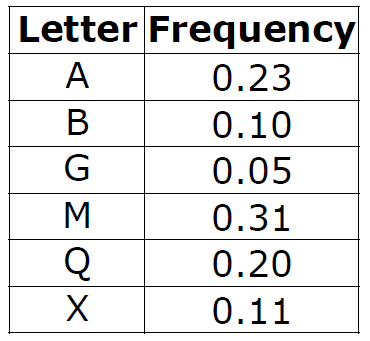 Letter Frequency
A 0.23
B 0.10
G 0.05
M 0.31
Q 0.20
X 0.11